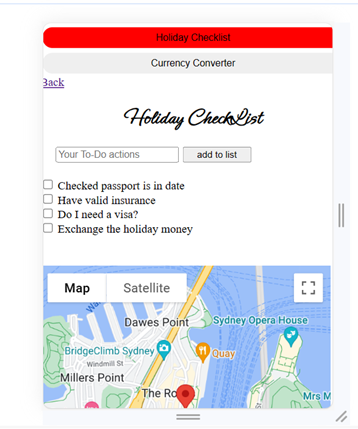 Holiday Checklist
Currency Converter
Back
Holiday CheckList
Your To-Do actions
add to list
Checked passport is in date
Have valid insurance
Do I need a visa?
Exchange the holiday money
Map
Satellite
Dawes Point
Sydney Opera House
BridgeClimb Sydney
Quay
Windmill St
Millers Point
The Ro
Mrs M